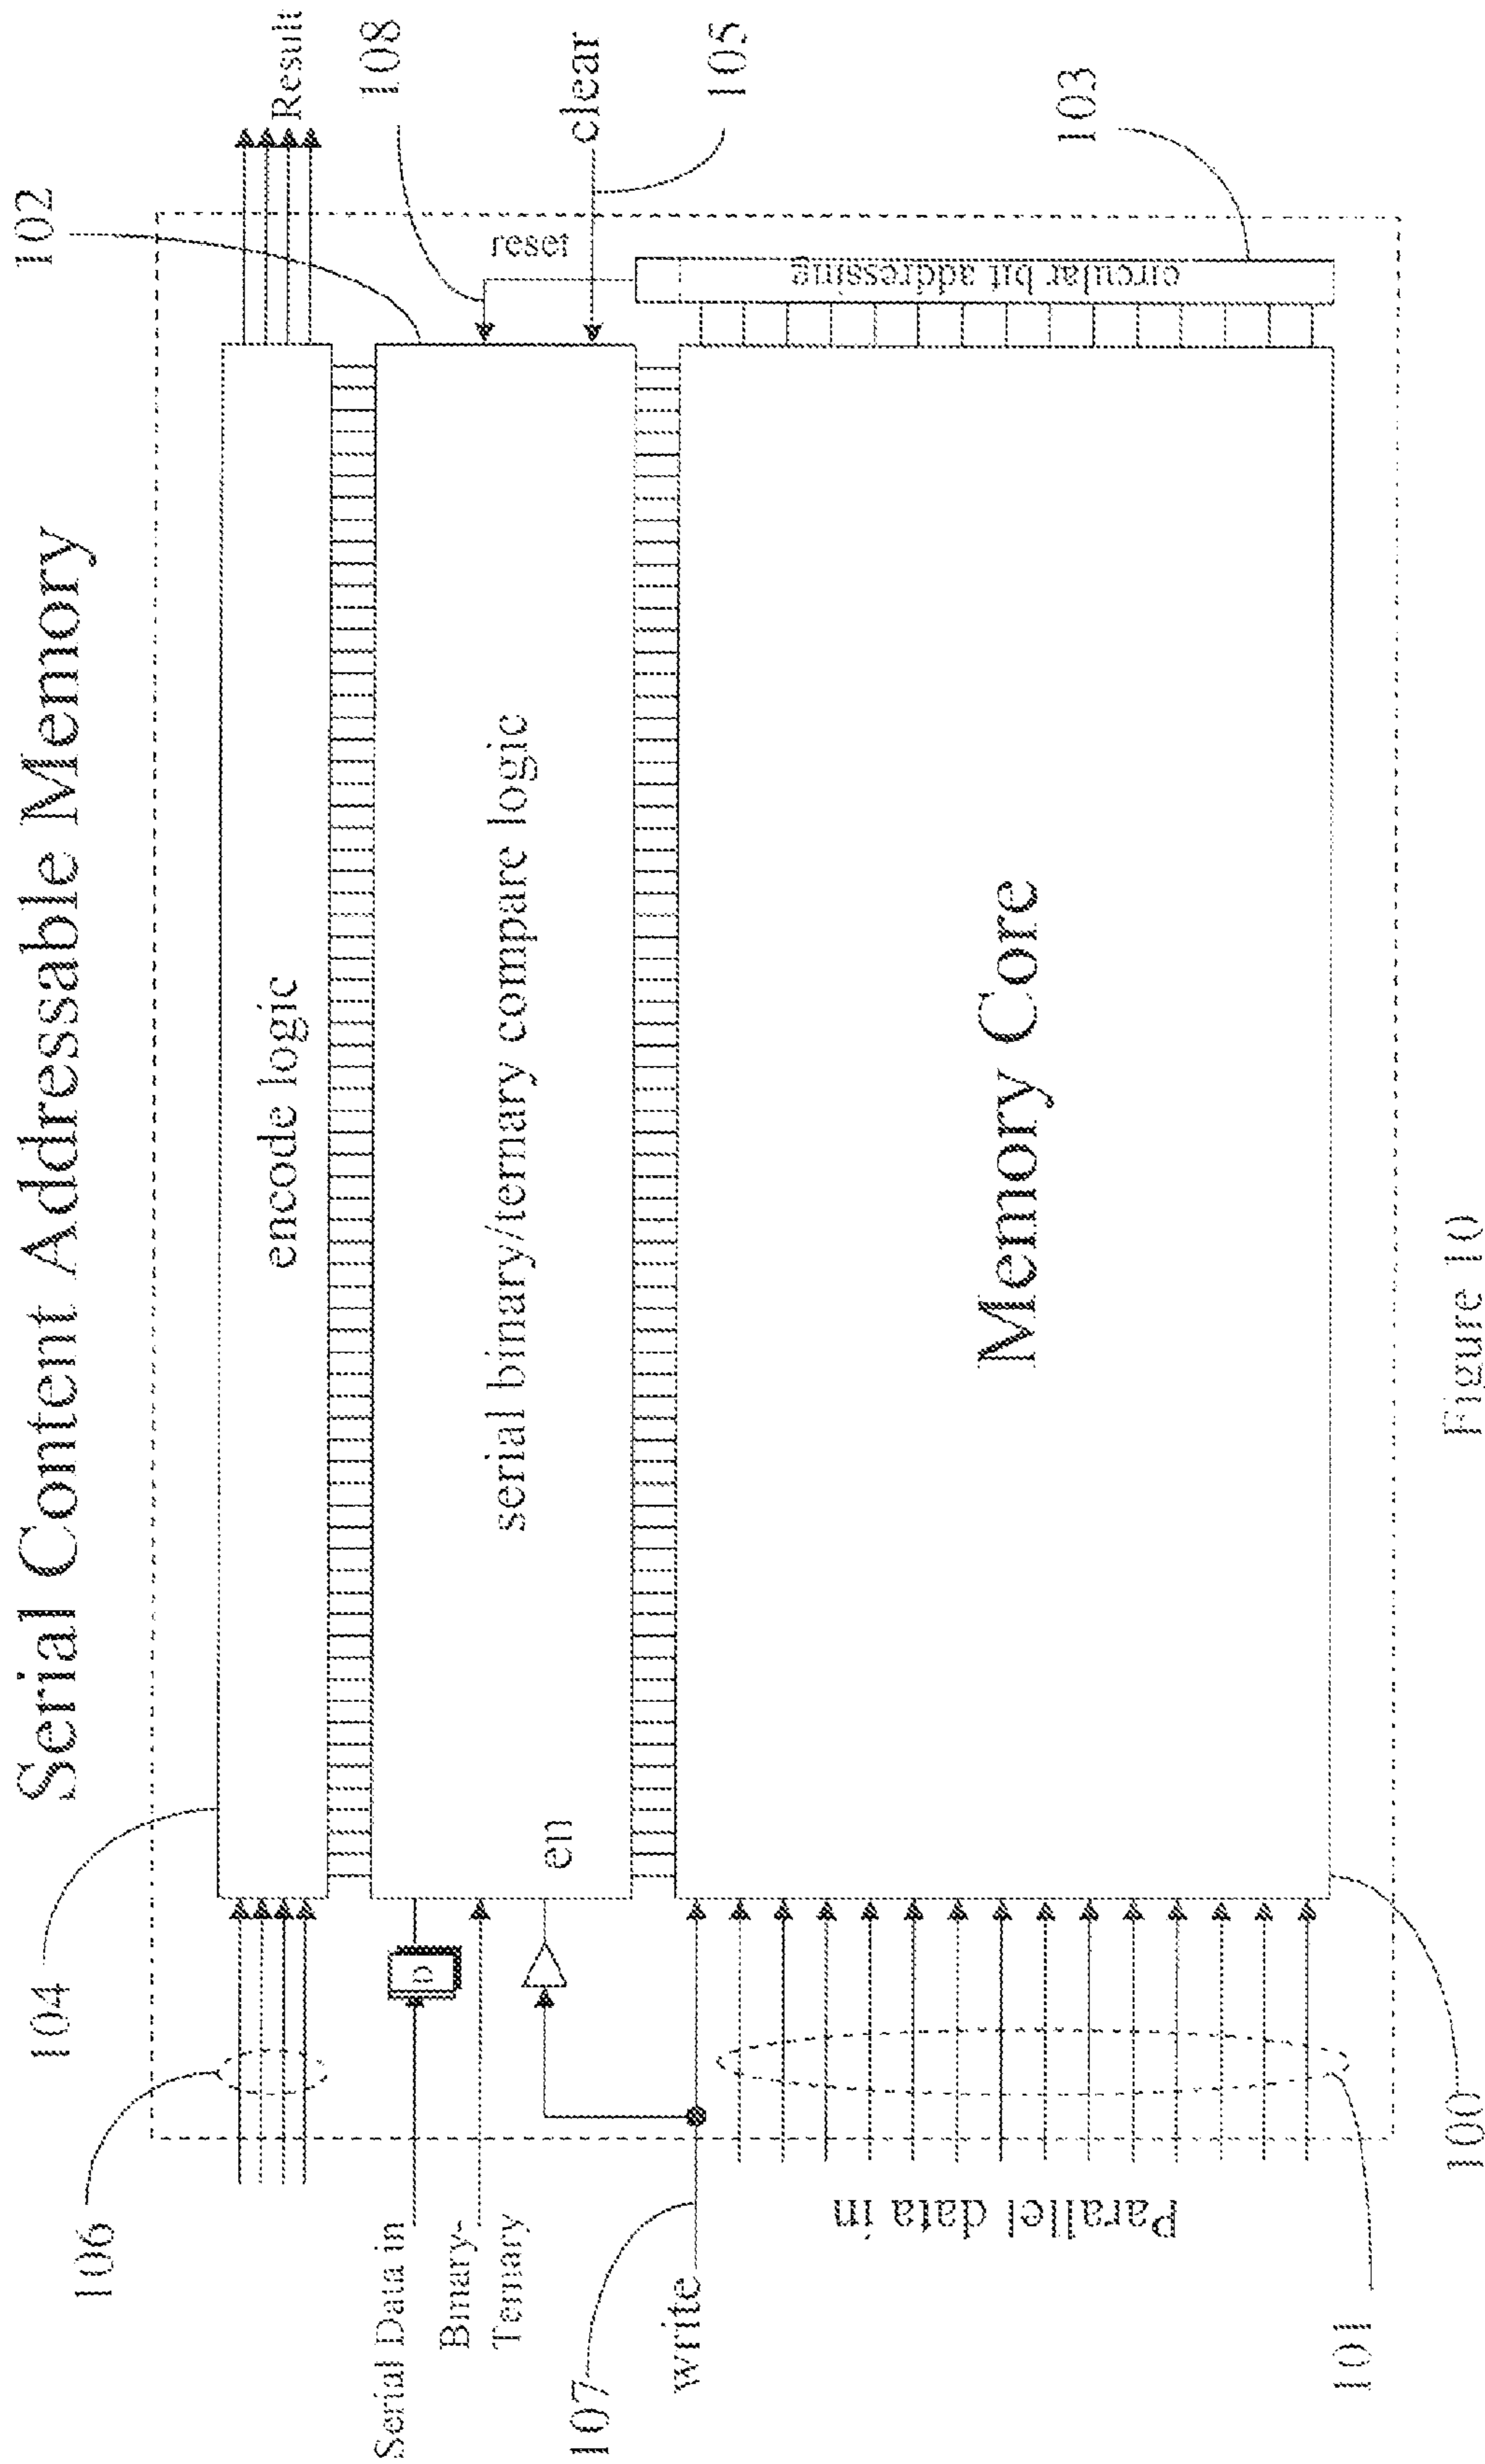 Serial Content Addressable Memory
106
104
102
Result
encode logic
108
Serial Data in
D
Binary-
Ternary
serial binary/ternary compare logic
reset
clear
en
105
107
write
Parallel data in
Memory Core
circular bit addressing
103
101
100
Figure 10